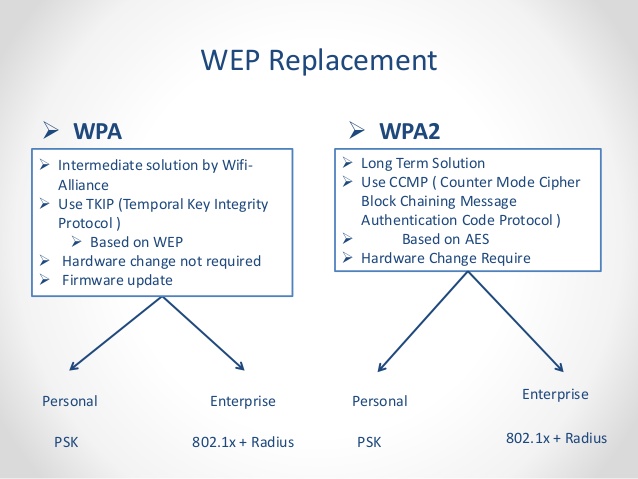 WEP Replacement
➢ WPA
➢ Intermediate solution by Wifi-
Alliance
➢ Use TKIP (Temporal Key Integrity
Protocol )
➢ Based on WEP
➢ Hardware change not required
➢ Firmware update
Personal
Enterprise
PSK
802.1x + Radius
➢ WPA2
➢ Long Term Solution
➢ Use CCMP ( Counter Mode Cipher
Block Chaining Message
Authentication Code Protocol )
➢ Based on AES
➢ Hardware Change Require
Personal
Enterprise
PSK
802.1x + Radius